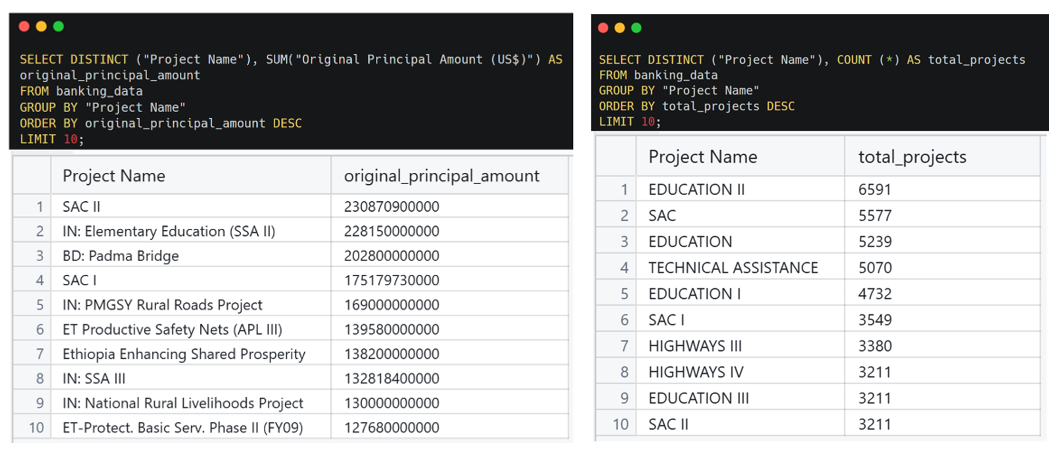 SELECT DISTINCT ("Project Name"), SUM("Original Principal Amount (US$)") AS
original_principal_amount
FROM banking_data
GROUP BY "Project Name"
ORDER BY original_principal_amount DESC
LIMIT 10;
Project Name original_principal_amount
1 SAC II 230870900000
2 IN: Elementary Education (SSA II) 228150000000
3 BD: Padma Bridge 202800000000
4 SAC I 175179730000
5 IN: PMGSY Rural Roads Project 169000000000
6 ET Productive Safety Nets (APL III) 139580000000
7 Ethiopia Enhancing Shared Prosperity 138200000000
8 IN: SSA III 132818400000
9 IN: National Rural Livelihoods Project 130000000000
10 ET-Protect. Basic Serv. Phase II (FY09) 127680000000
SELECT DISTINCT ("Project Name"), COUNT (*) AS total_projects
FROM banking_data
GROUP BY "Project Name"
ORDER BY total_projects DESC
LIMIT 10;
Project Name total_projects
1 EDUCATION II 6591
2 SAC 5577
3 EDUCATION 5239
4 TECHNICAL ASSISTANCE 5070
5 EDUCATION I 4732
6 SAC I 3549
7 HIGHWAYS III 3380
8 HIGHWAYS IV 3211
9 EDUCATION III 3211
10 SAC II 3211